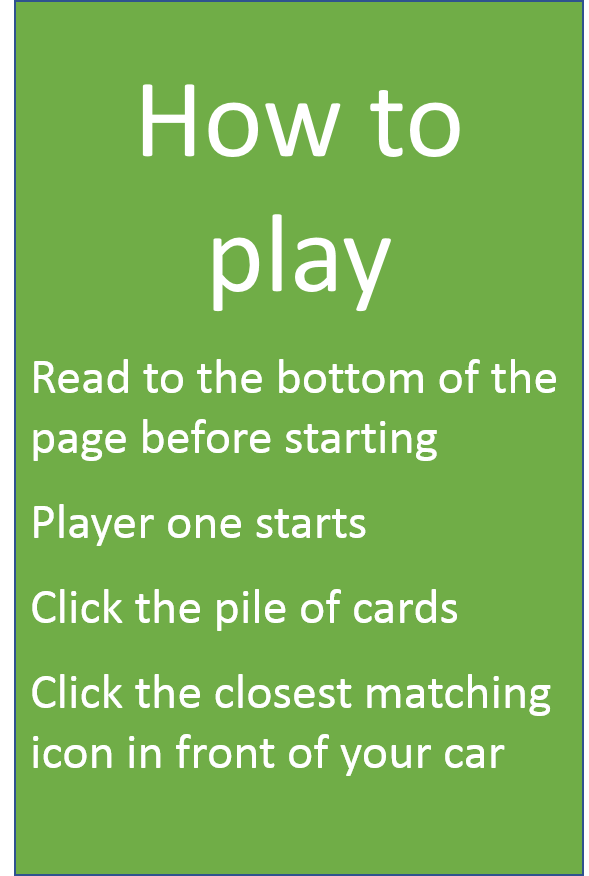 How to
play
Read to the bottom of the
page before starting
Player one starts
Click the pile of cards
Click the closest matching
icon in front of your car